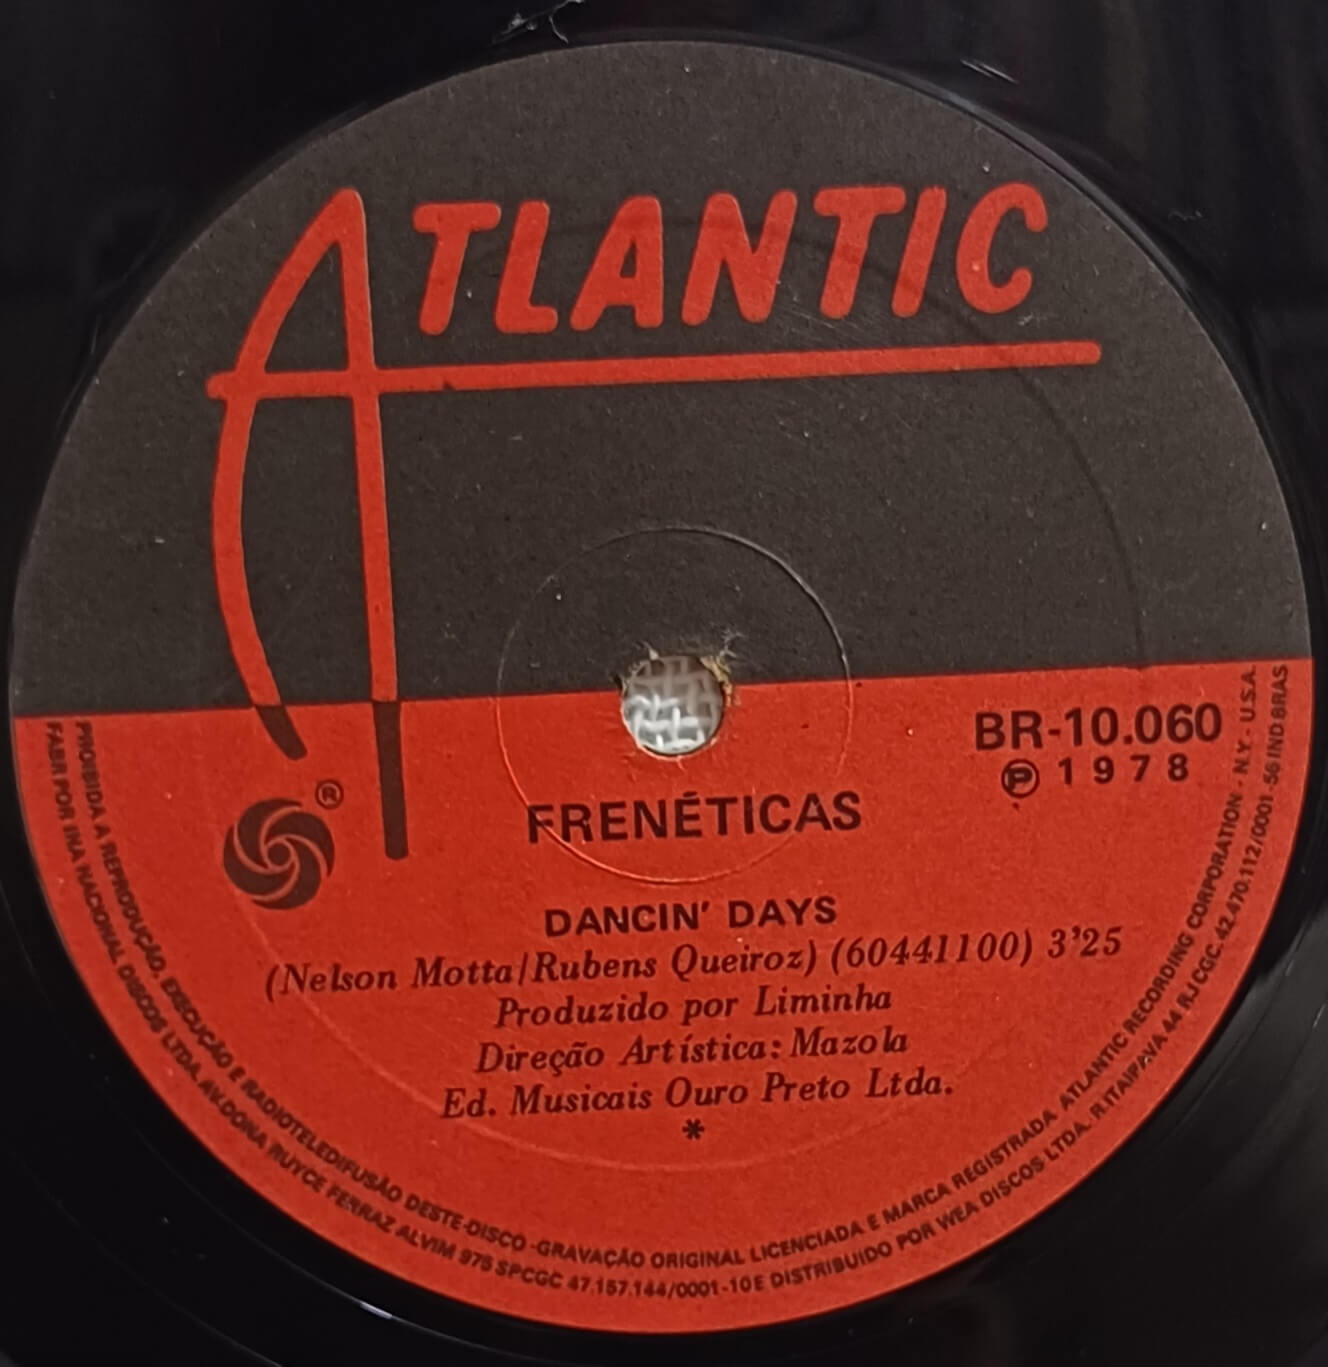 ATLANTIC
®
BR-10.060
℗ 1978
FRENÉTICAS
DANCIN' DAYS
(Nelson Motta/Rubens Queiroz) (60441100) 3'25
Produzido por Liminha
Direção Artística: Mazola
Ed. Musicais Ouro Preto Ltda.
*
PROIBIDA A REPRODUÇÃO, EXECUÇÃO E RADIOTELEDIFUSÃO DESTE-DISCO -GRAVAÇÃO ORIGINAL LICENCIADA E MARCA REGISTRADA ATLANTIC RECORDING CORPORATION - N.Y. - U.S.A.
FABR POR IND NACIONAL DISCOS LTDA. AV.DONA RUYCE FERRAZ ALVIM 975 SPCGC 47.157.144/0001-10 E DISTRIBUIDO POR WEA DISCOS LTDA. R.ITAIPAVA 44 RJ CGC.42.470.112/0001-56 IND BRAS